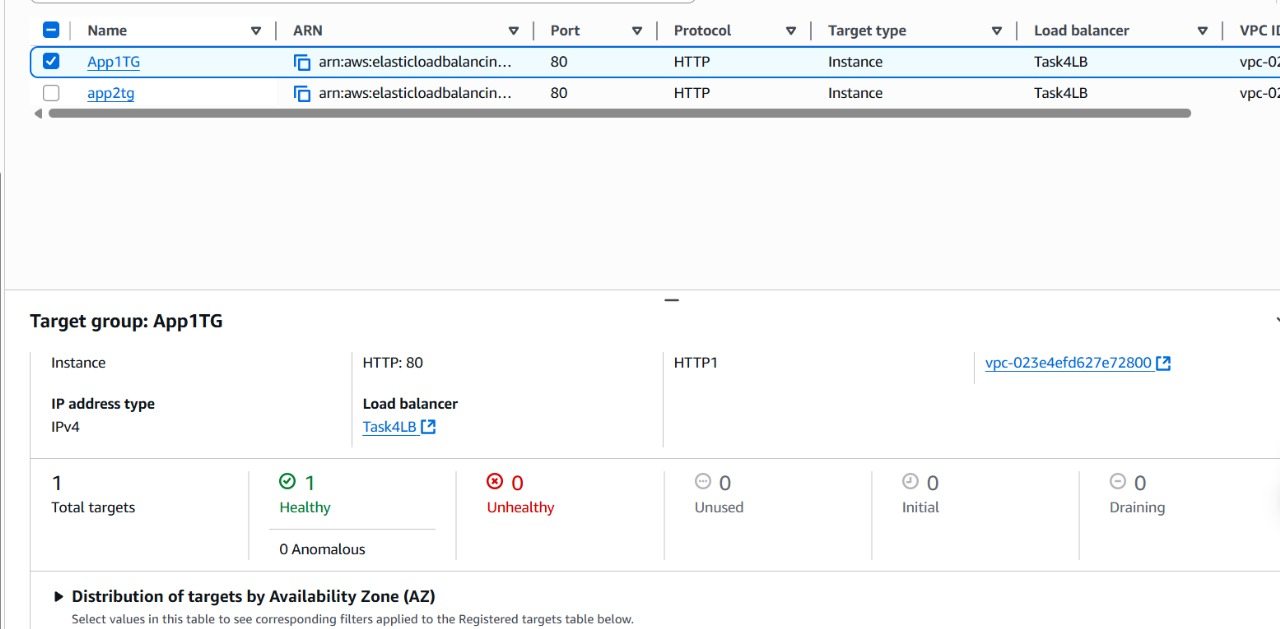 Name ARN Port Protocol Target type Load balancer VPC ID
App1TG arn:aws:elasticloadbalancin... 80 HTTP Instance Task4LB vpc-02
app2tg arn:aws:elasticloadbalancin... 80 HTTP Instance Task4LB vpc-02
Target group: App1TG
Instance HTTP: 80 HTTP1 vpc-023e4efd627e72800
IP address type Load balancer
IPv4 Task4LB
1 1 0 0 0 0
Total targets Healthy Unhealthy Unused Initial Draining
0 Anomalous
Distribution of targets by Availability Zone (AZ)
Select values in this table to see corresponding filters applied to the Registered targets table below.